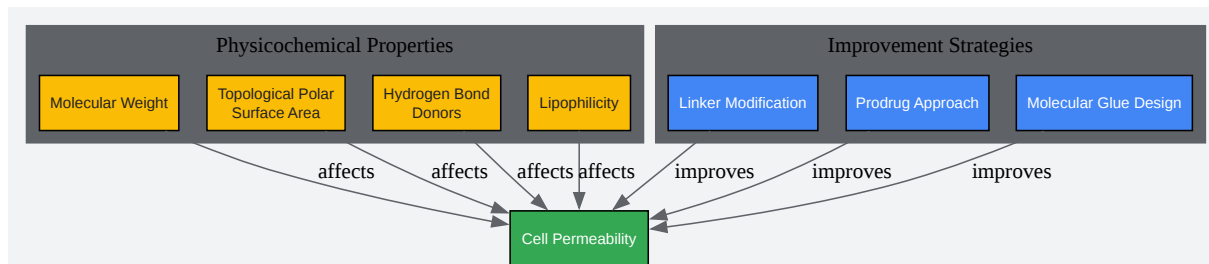 Physicochemical Properties
Improvement Strategies
Molecular Weight
Topological Polar
Surface Area
Hydrogen Bond
Donors
Lipophilicity
Linker Modification
Prodrug Approach
Molecular Glue Design
affects
affects
affects
affects
improves
improves
improves
Cell Permeability